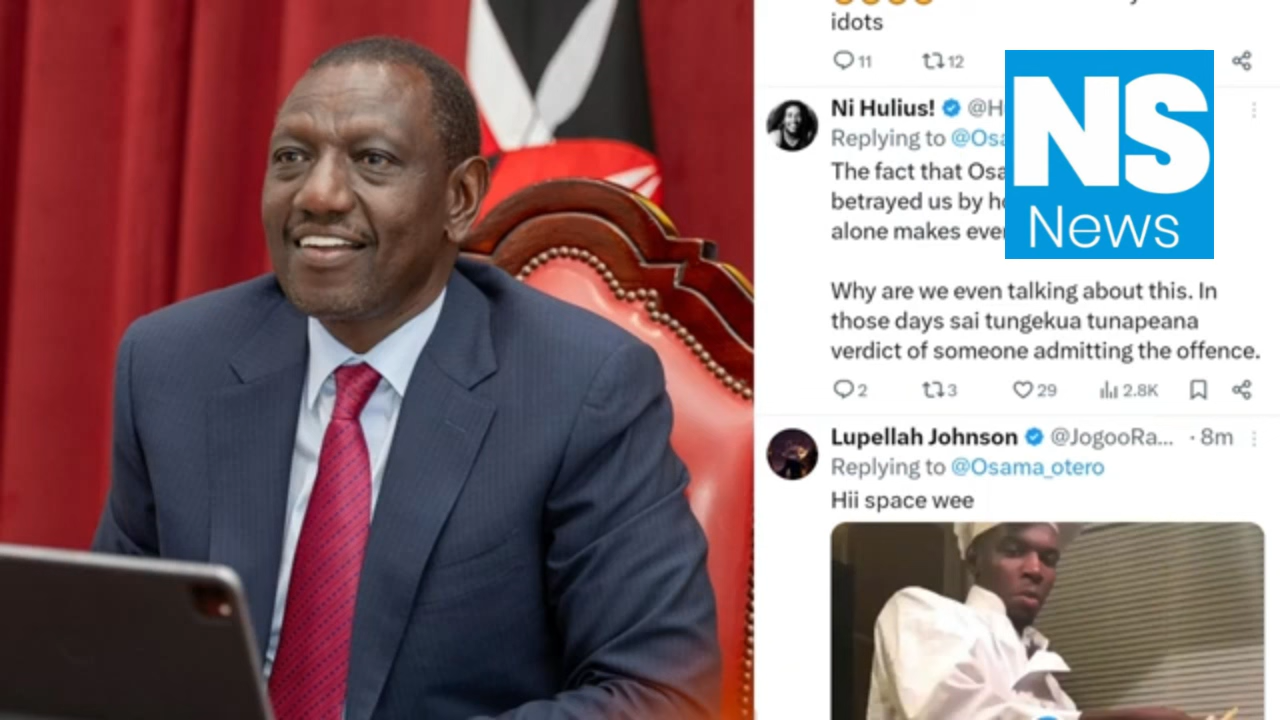 idots
11
12
Ni Hulius! @H
Replying to @Osa
The fact that Osa
betrayed us by h
alone makes eve
Why are we even talking about this. In
those days sai tungekua tunapeana
verdict of someone admitting the offence.
2
3
29
2.8K
Lupellah Johnson @JogooRa... · 8m
Replying to @Osama_otero
Hii space wee
NS
News